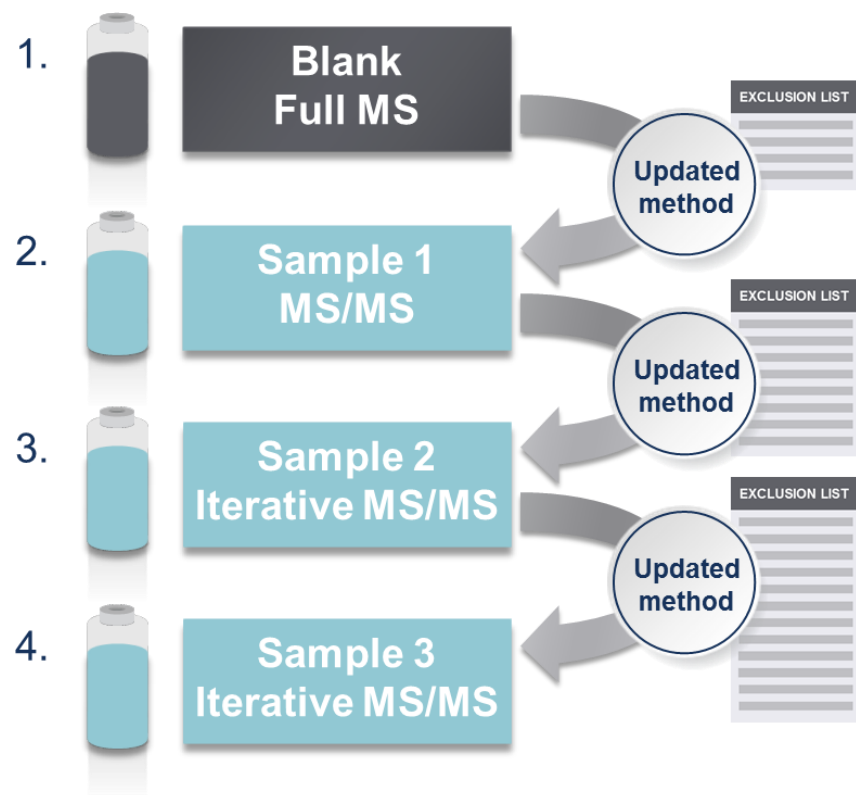 1.
Blank
Full MS
EXCLUSION LIST
Updated
method
2.
Sample 1
MS/MS
EXCLUSION LIST
Updated
method
3.
Sample 2
Iterative MS/MS
EXCLUSION LIST
Updated
method
4.
Sample 3
Iterative MS/MS